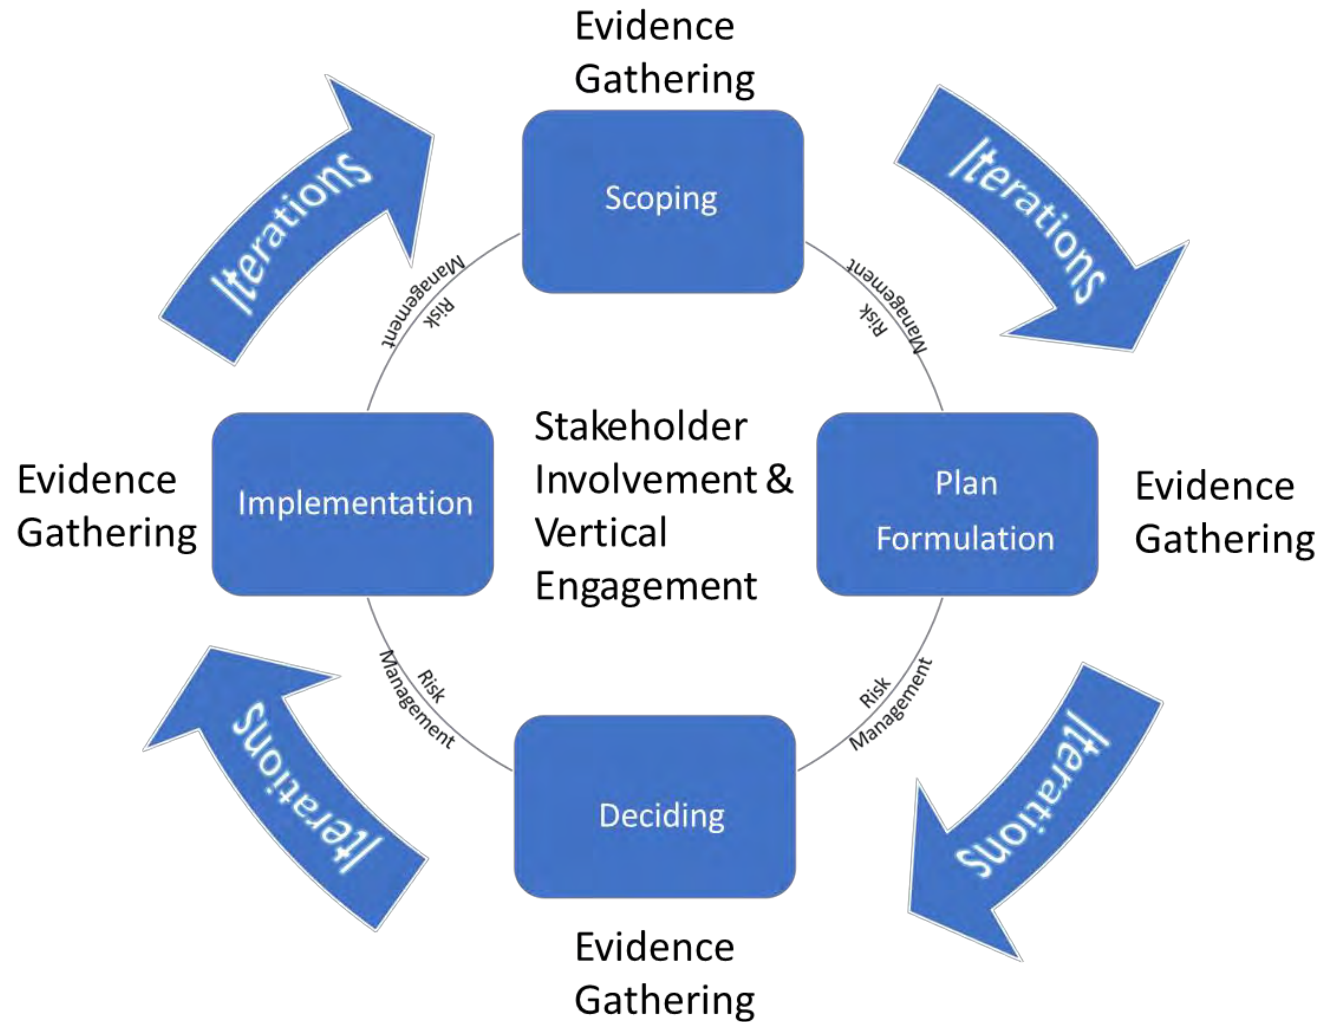 Evidence
Gathering
Scoping
Iterations
Iterations
Risk
Management
Risk
Management
Evidence
Gathering
Implementation
Stakeholder
Involvement &
Vertical
Engagement
Plan
Formulation
Evidence
Gathering
Risk
Management
Risk
Management
Iterations
Iterations
Deciding
Evidence
Gathering